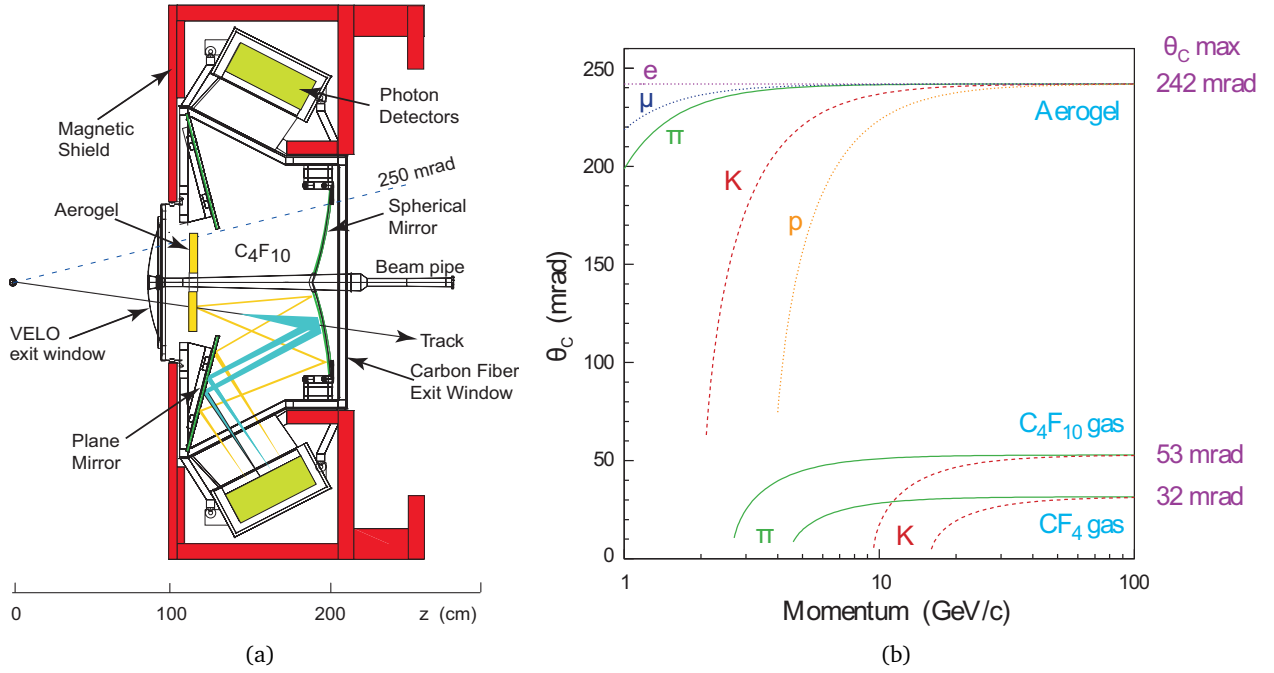 Magnetic
Shield
Photon
Detectors
Aerogel
250 mrad
Spherical
Mirror
C₄F₁₀
Beam pipe
VELO
exit window
Track
Carbon Fiber
Exit Window
Plane
Mirror
0 100 200 z (cm)
(a)
θC max
250
e
242 mrad
μ
Aerogel
π
200
K
p
150
θC (mrad)
100
C₄F₁₀ gas
50
53 mrad
32 mrad
π
K
CF₄ gas
0
1 10 100
Momentum (GeV/c)
(b)